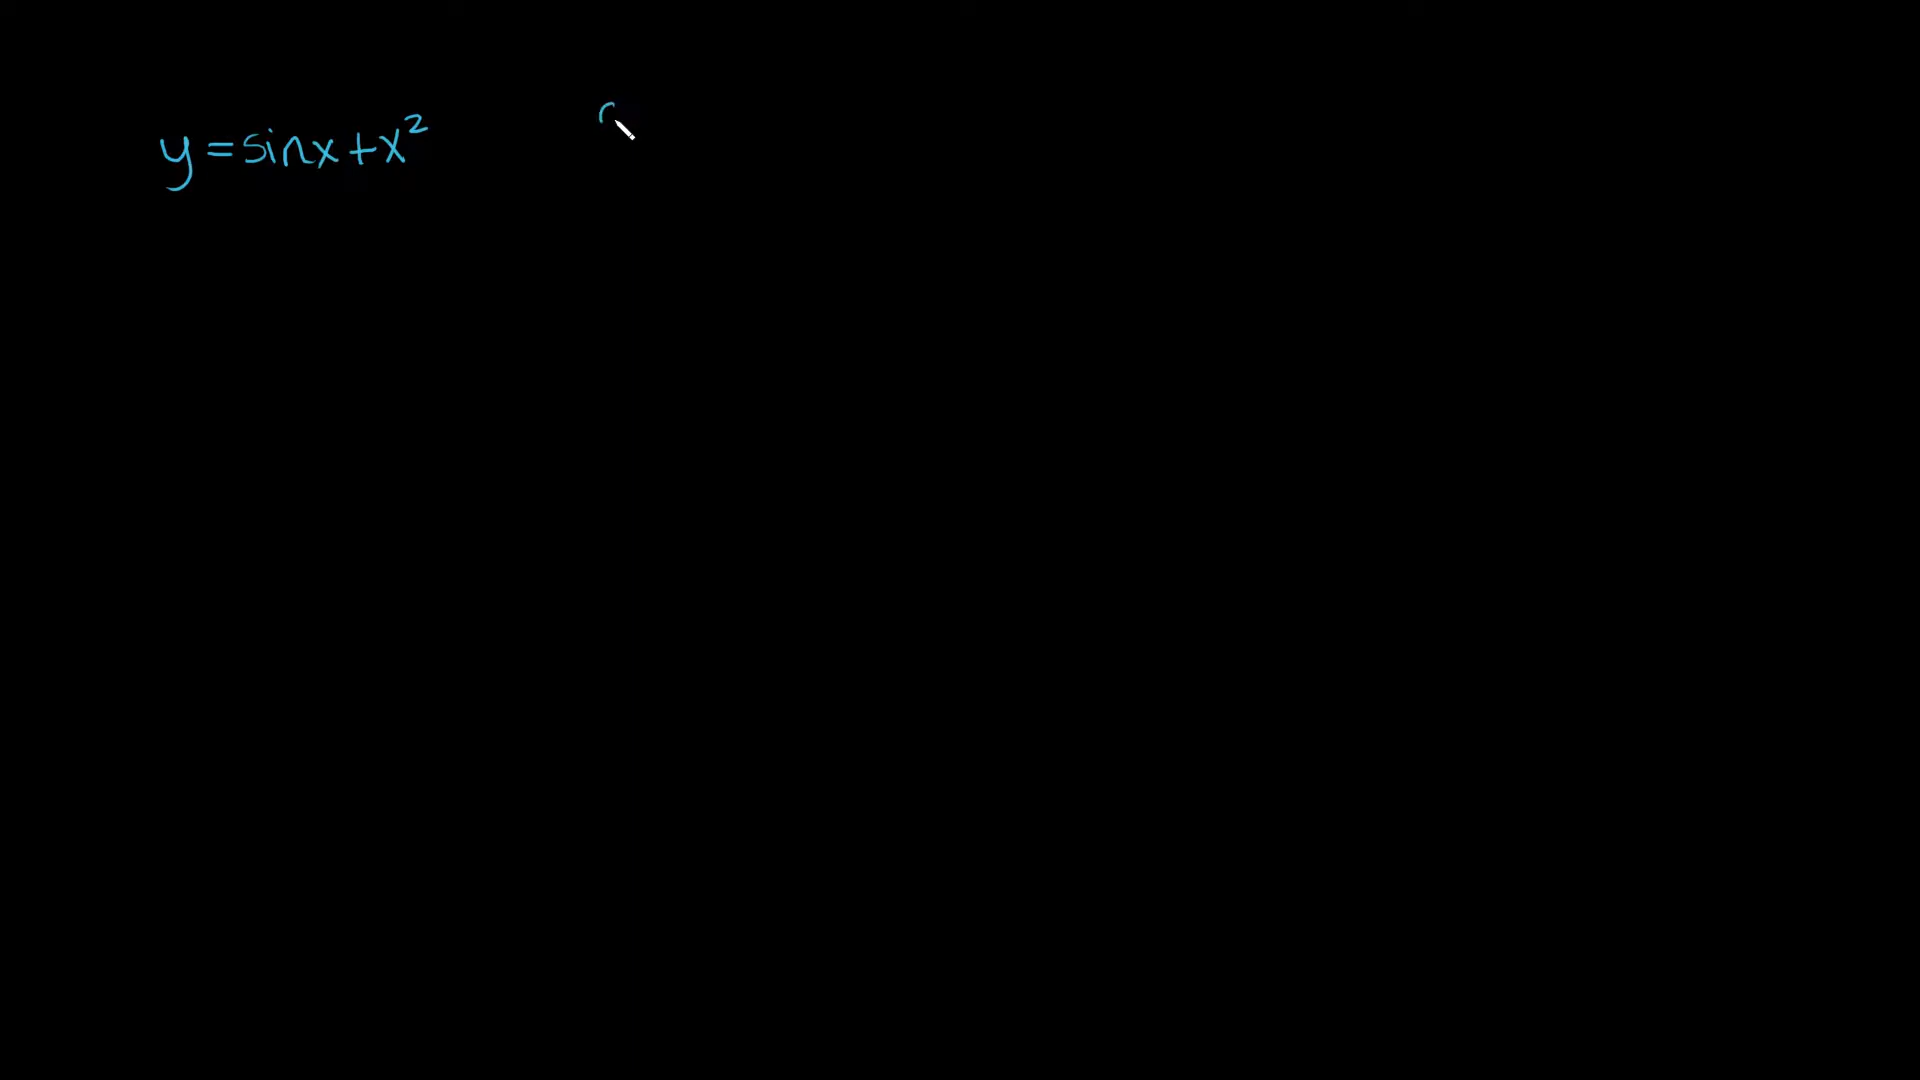 y = sinx + x²